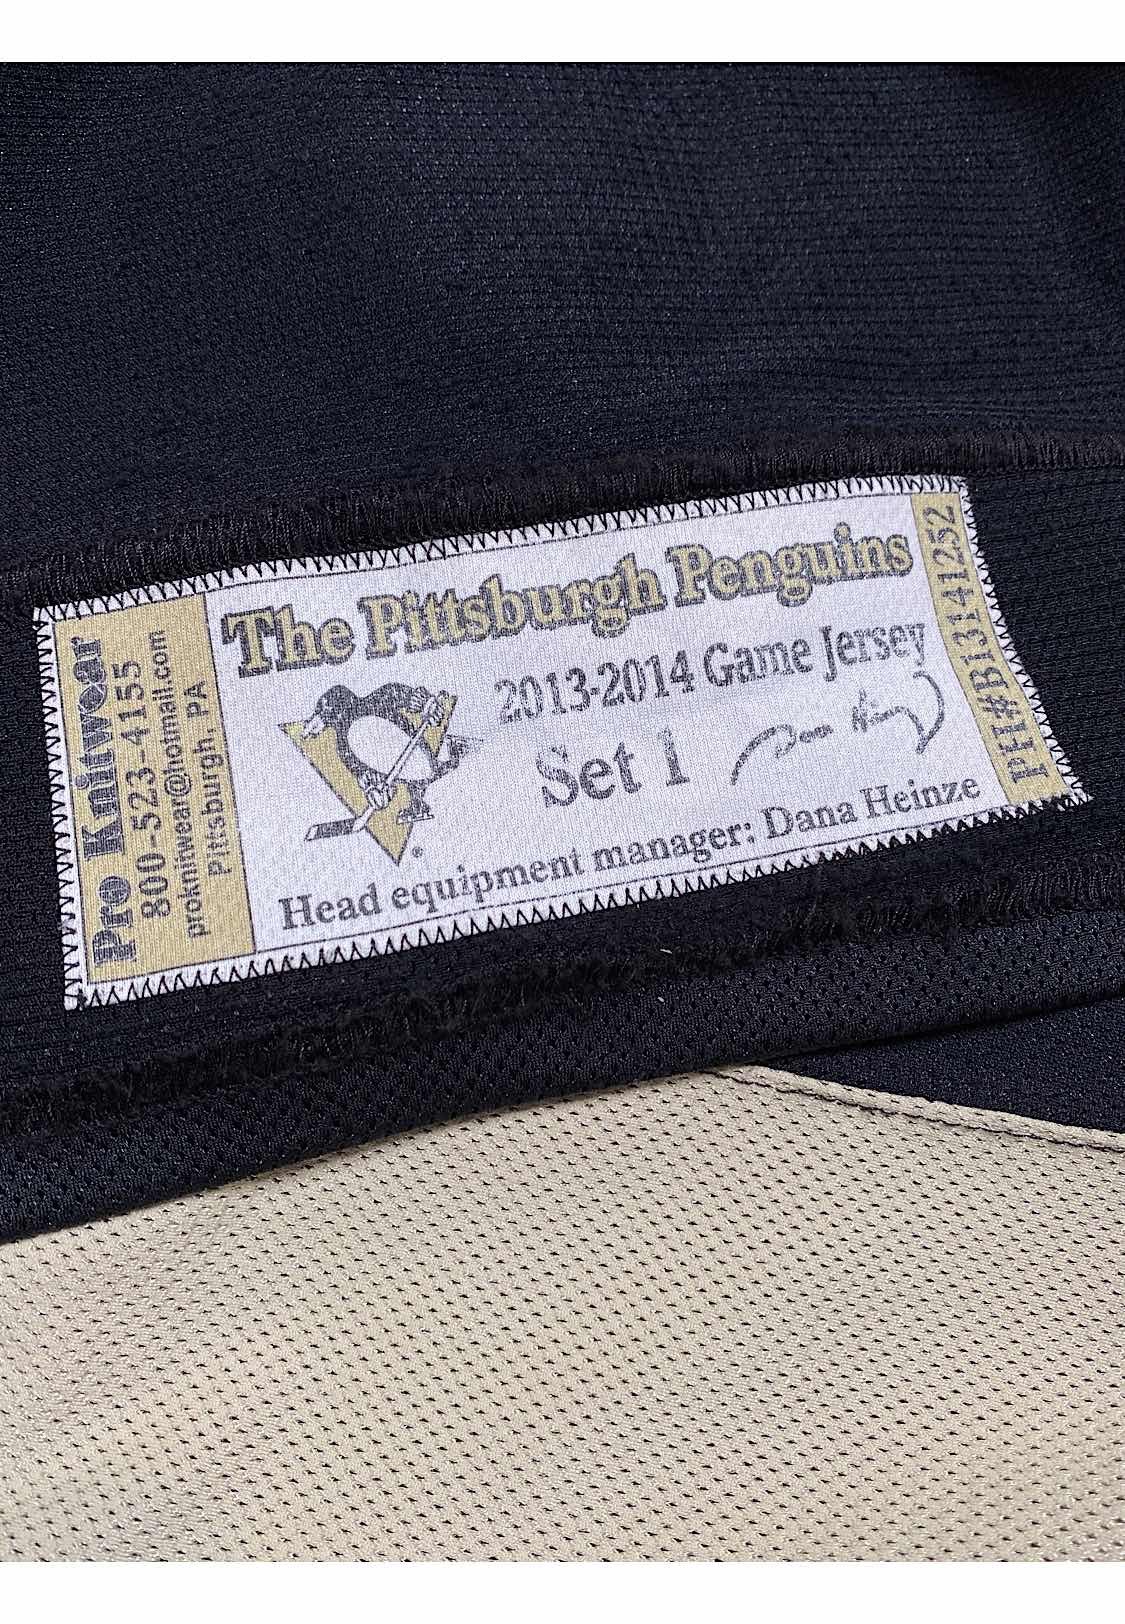 Pro Knitwear
800-523-4155
proknitwear@hotmail.com
Pittsburgh, PA
The Pittsburgh Penguins
2013-2014 Game Jersey
Set 1
Head equipment manager: Dana Heinze
PH#B13141252